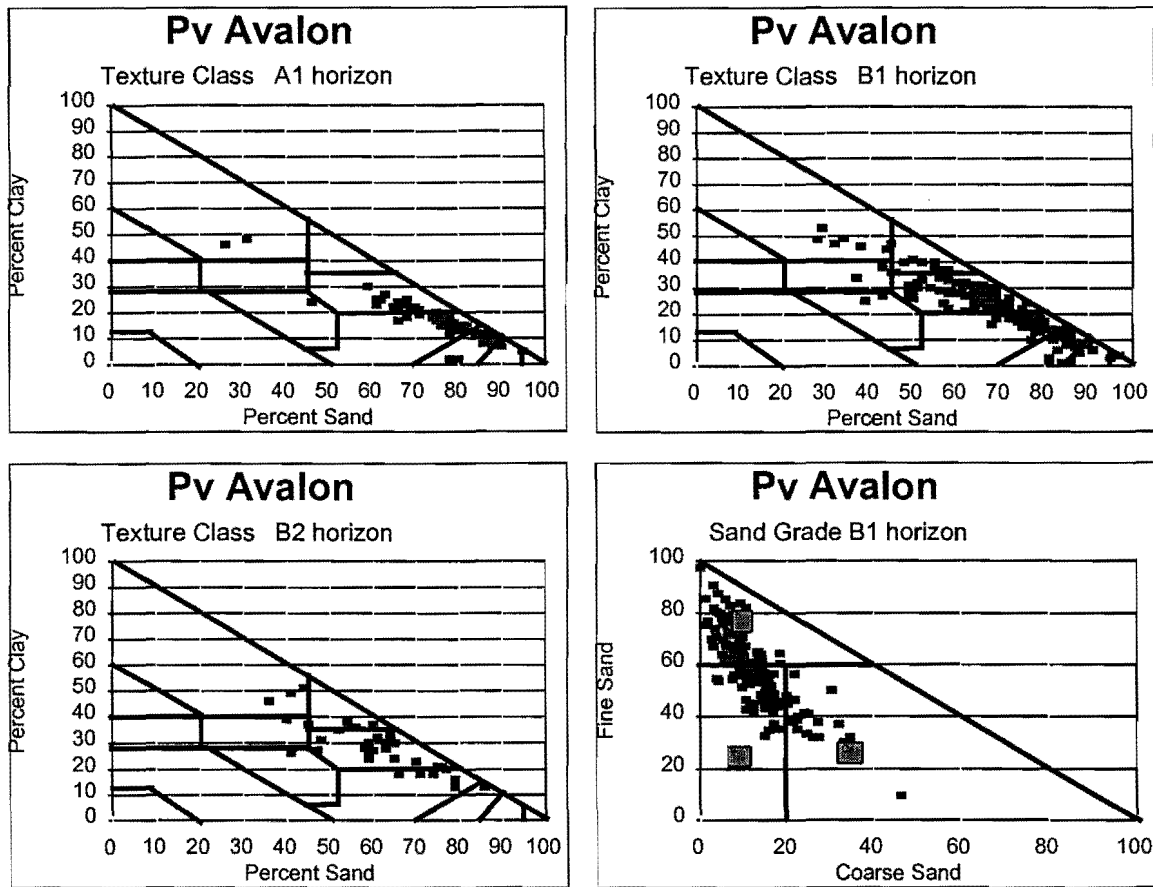 Pv Avalon
Texture Class A1 horizon
Percent Clay
100
90
80
70
60
50
40
30
20
10
0
0 10 20 30 40 50 60 70 80 90 100
Percent Sand
Pv Avalon
Texture Class B1 horizon
Percent Clay
100
90
80
70
60
50
40
30
20
10
0
0 10 20 30 40 50 60 70 80 90 100
Percent Sand
Pv Avalon
Texture Class B2 horizon
Percent Clay
100
90
80
70
60
50
40
30
20
10
0
0 10 20 30 40 50 60 70 80 90 100
Percent Sand
Pv Avalon
Sand Grade B1 horizon
Fine Sand
100
80
60
40
20
0
0 20 40 60 80 100
Coarse Sand